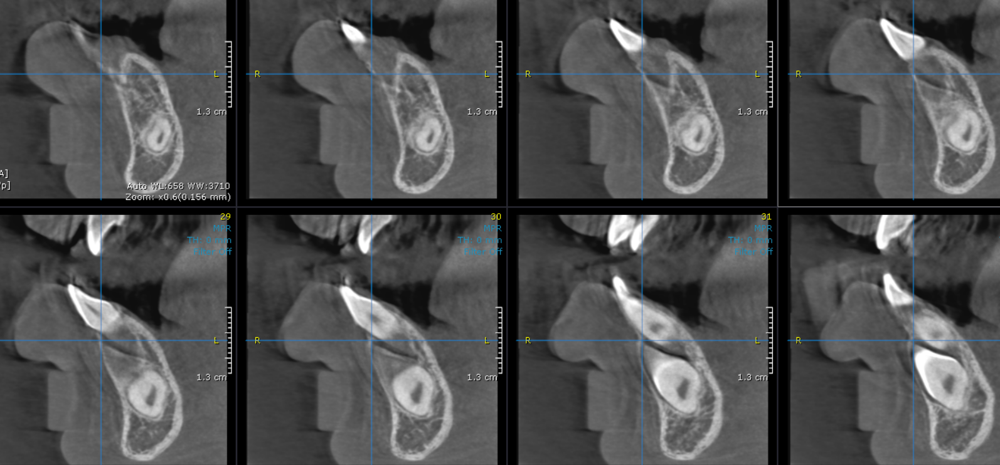 L
1.3 cm
A]
p]
Auto WL:658 WW:3710
Zoom: x0.6(0.156 mm)
R
L
1.3 cm
R
L
1.3 cm
R
29
MPR
TH: 0 mm
Filter Off
L
1.3 cm
30
MPR
TH: 0 mm
Filter Off
R
L
1.3 cm
31
MPR
TH: 0 mm
Filter Off
R
L
1.3 cm
R